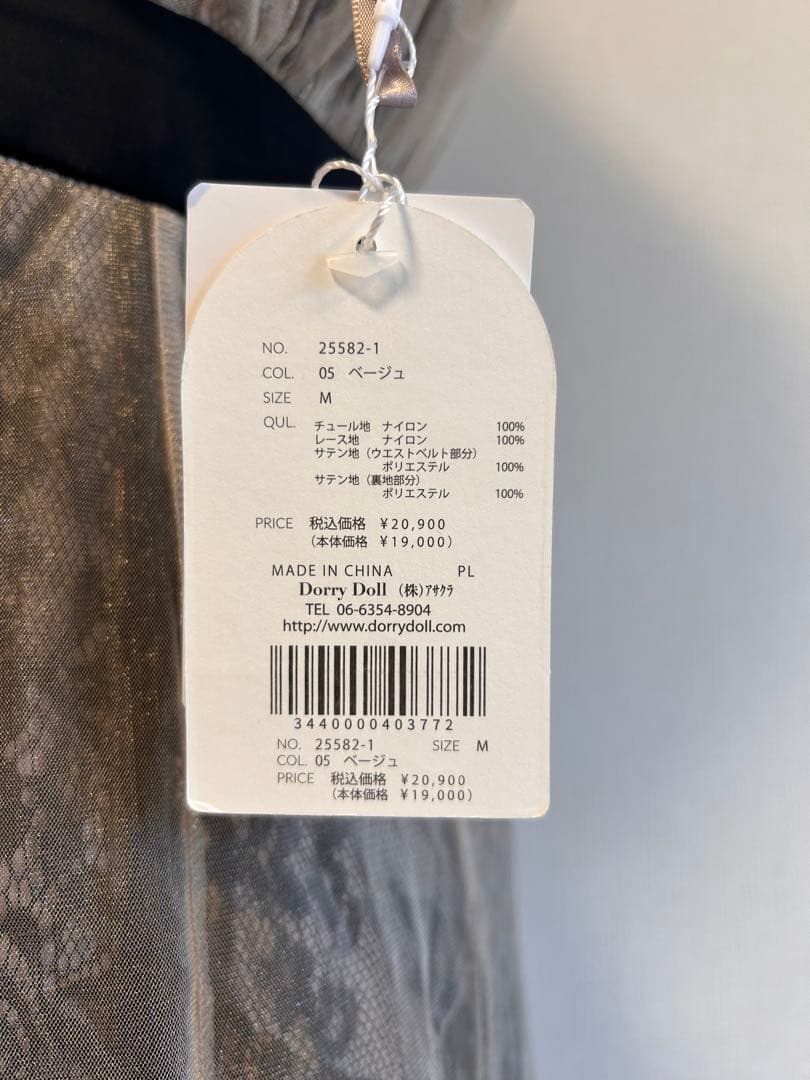 NO. 25582-1
COL. 05 ベージュ
SIZE M
QUL. チュール地 ナイロン 100%
レース地 ナイロン 100%
サテン地(ウエストベルト部分)
ポリエステル 100%
サテン地(裏地部分)
ポリエステル 100%
PRICE 税込価格 ¥20,900
(本体価格 ¥19,000)
MADE IN CHINA PL
Dorry Doll (株)アサクラ
TEL 06-6354-8904
http://www.dorrydoll.com
3440000403772
NO. 25582-1 SIZE M
COL. 05 ベージュ
PRICE 税込価格 ¥20,900
(本体価格 ¥19,000)